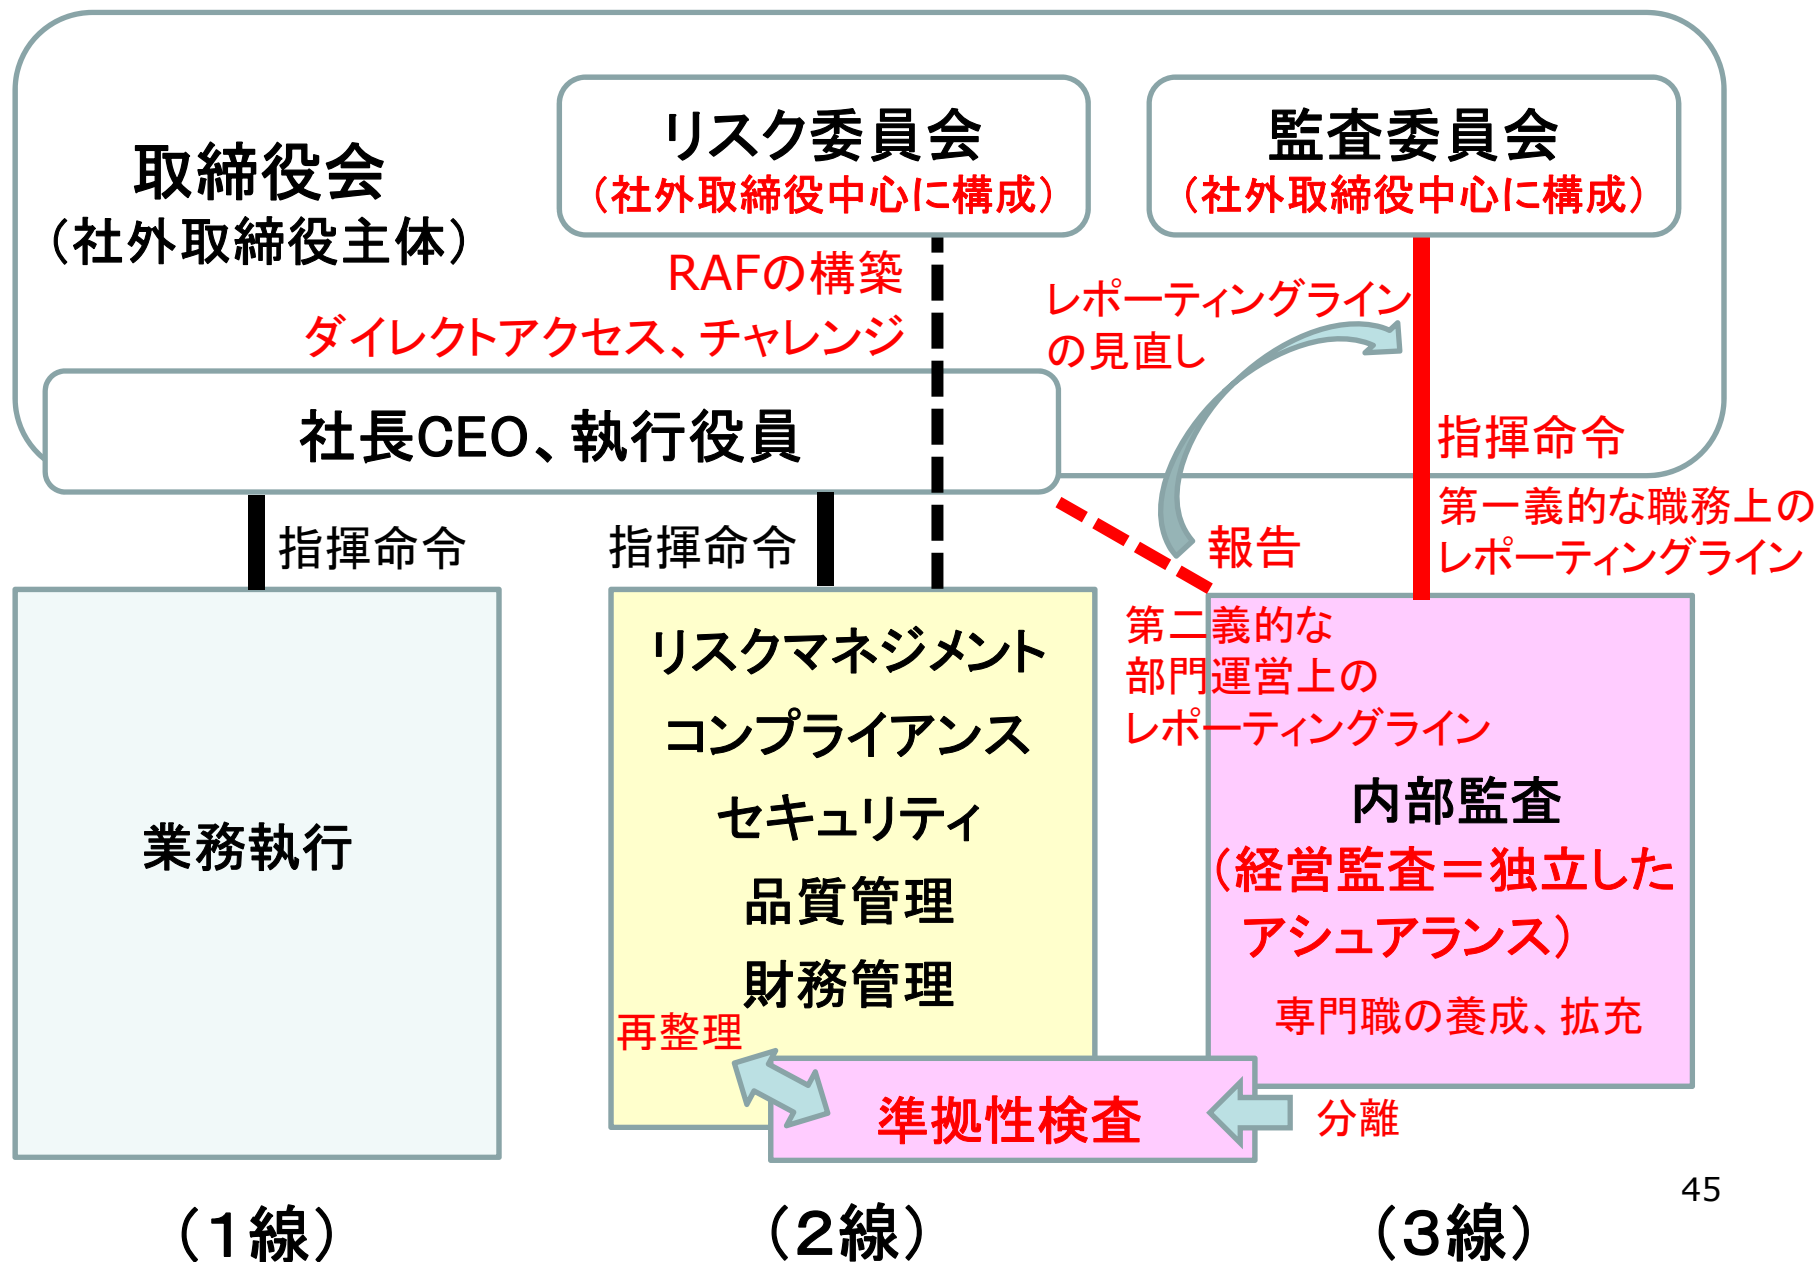 取締役会
（社外取締役主体）
リスク委員会
（社外取締役中心に構成）
監査委員会
（社外取締役中心に構成）
RAFの構築
ダイレクトアクセス、チャレンジ
レポーティングライン
の見直し
社長CEO、執行役員
指揮命令
第一義的な職務上の
レポーティングライン
指揮命令
指揮命令
報告
第二義的な
部門運営上の
レポーティングライン
業務執行
リスクマネジメント
コンプライアンス
セキュリティ
品質管理
財務管理
再整理
内部監査
（経営監査＝独立した
アシュアランス）
専門職の養成、拡充
準拠性検査
分離
45
（１線）
（２線）
（３線）